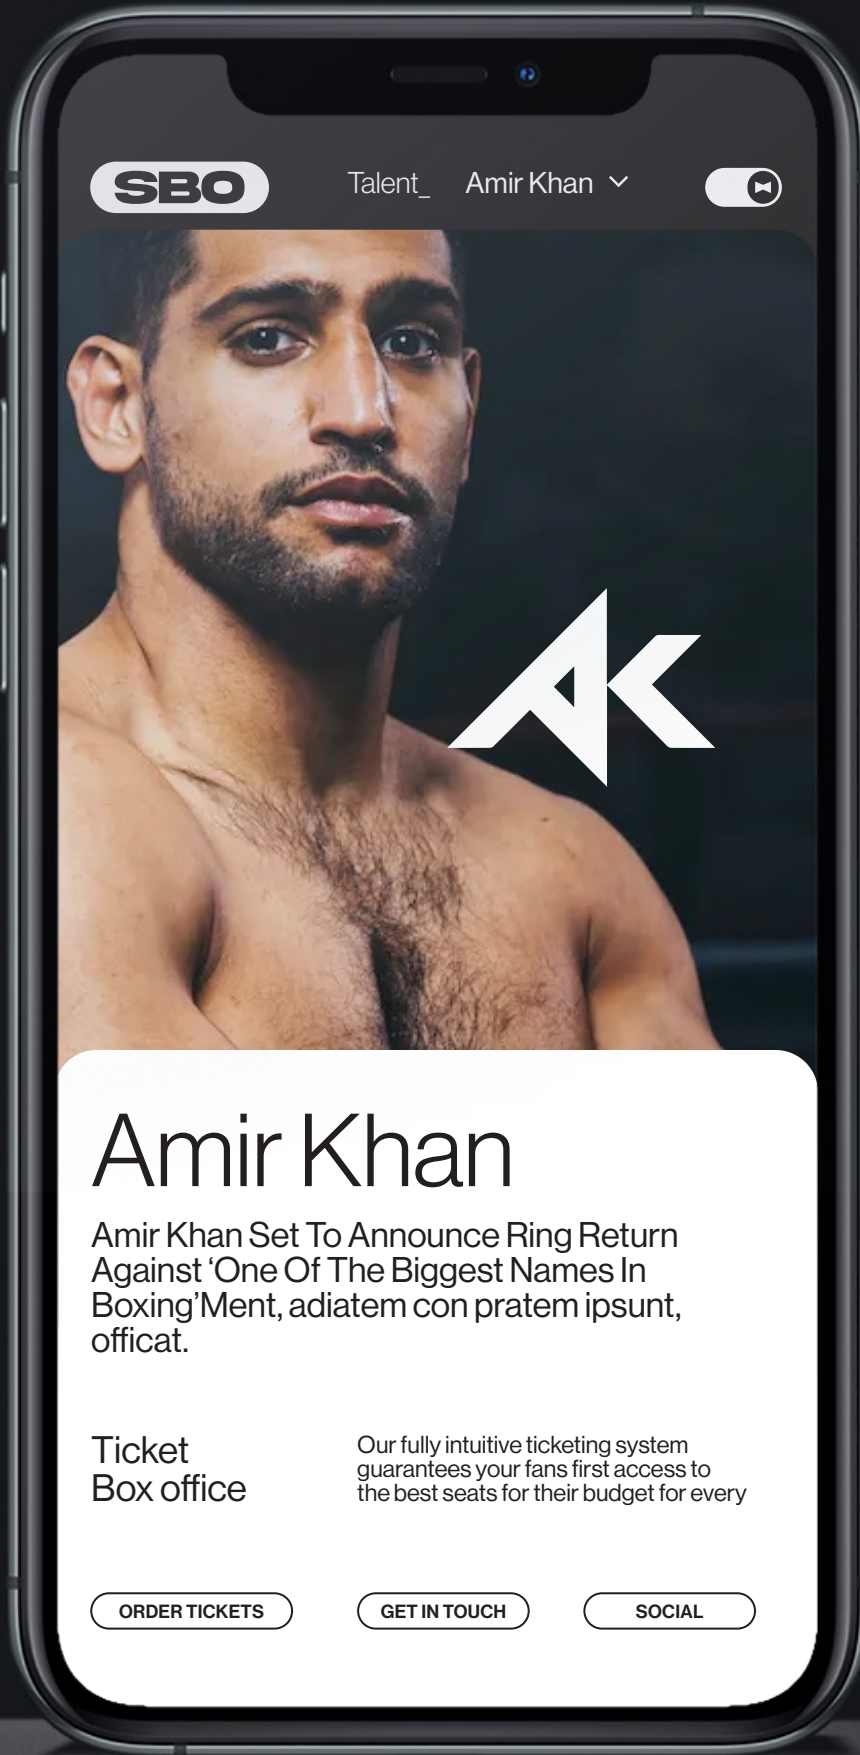 SBO
Talent_ Amir Khan
AK
Amir Khan
Amir Khan Set To Announce Ring Return
Against ‘One Of The Biggest Names In
Boxing’Ment, adiatem con pratem ipsunt,
officat.
Ticket
Box office
Our fully intuitive ticketing system
guarantees your fans first access to
the best seats for their budget for every
ORDER TICKETS
GET IN TOUCH
SOCIAL